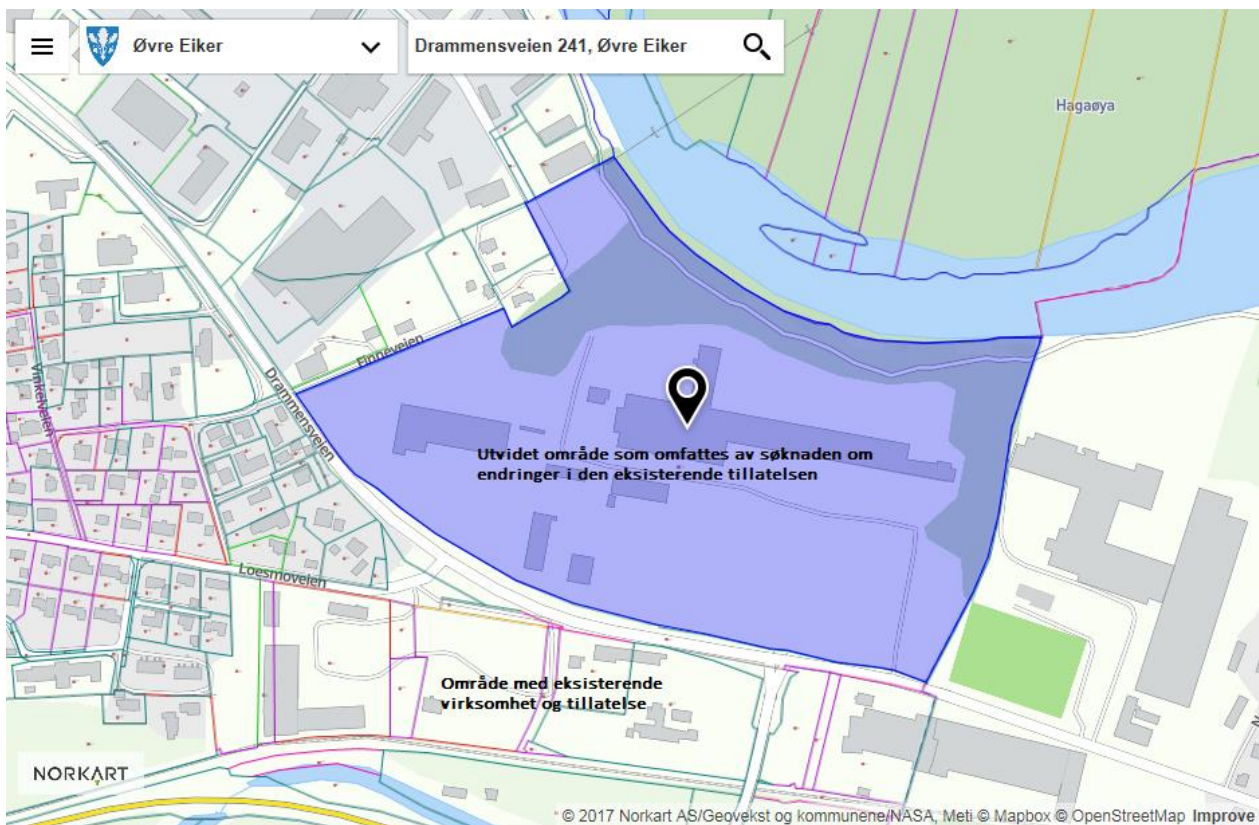 Øvre Eiker
Drammensveien 241, Øvre Eiker
Hagaøya
Finneveien
Vinkelveien
Drammensveien
Utvidet område som omfattes av søknaden om
endringer i den eksisterende tillatelsen
Loesmoveien
Område med eksisterende
virksomhet og tillatelse
NORKART
© 2017 Norkart AS/Geovekst og kommunene/NASA, Meti © Mapbox © OpenStreetMap Improve